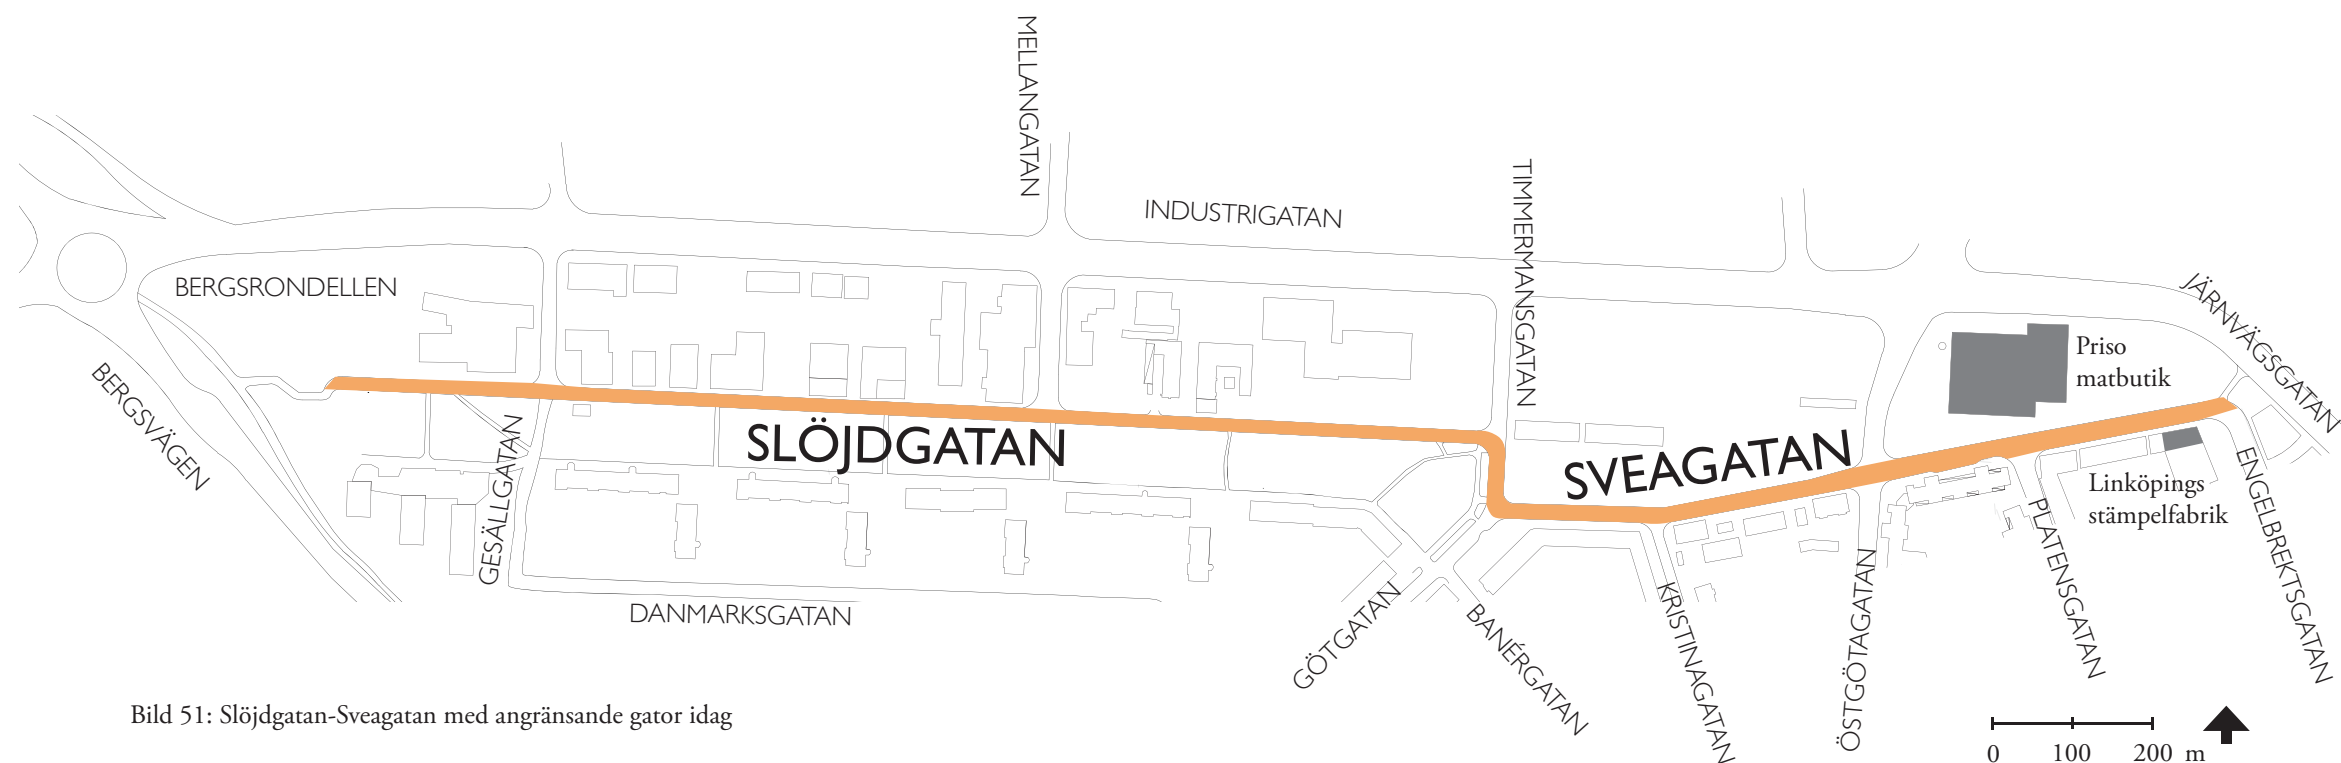 MELLANGATAN
TIMMERMANSGATAN
INDUSTRIGATAN
BERGSRONDELLEN
JÄRNVÄGSGATAN
Priso
matbutik
BERGSVÄGEN
GESÄLLGATAN
SLÖJDGATAN
SVEAGATAN
Linköpings
stämpelfabrik
ENGELBREKTSGATAN
PLATENSGATAN
DANMARKSGATAN
GÖTGATAN
BANÉRGATAN
KRISTINAGATAN
ÖSTGÖTAGATAN
Bild 51: Slöjdgatan-Sveagatan med angränsande gator idag
0 100 200 m